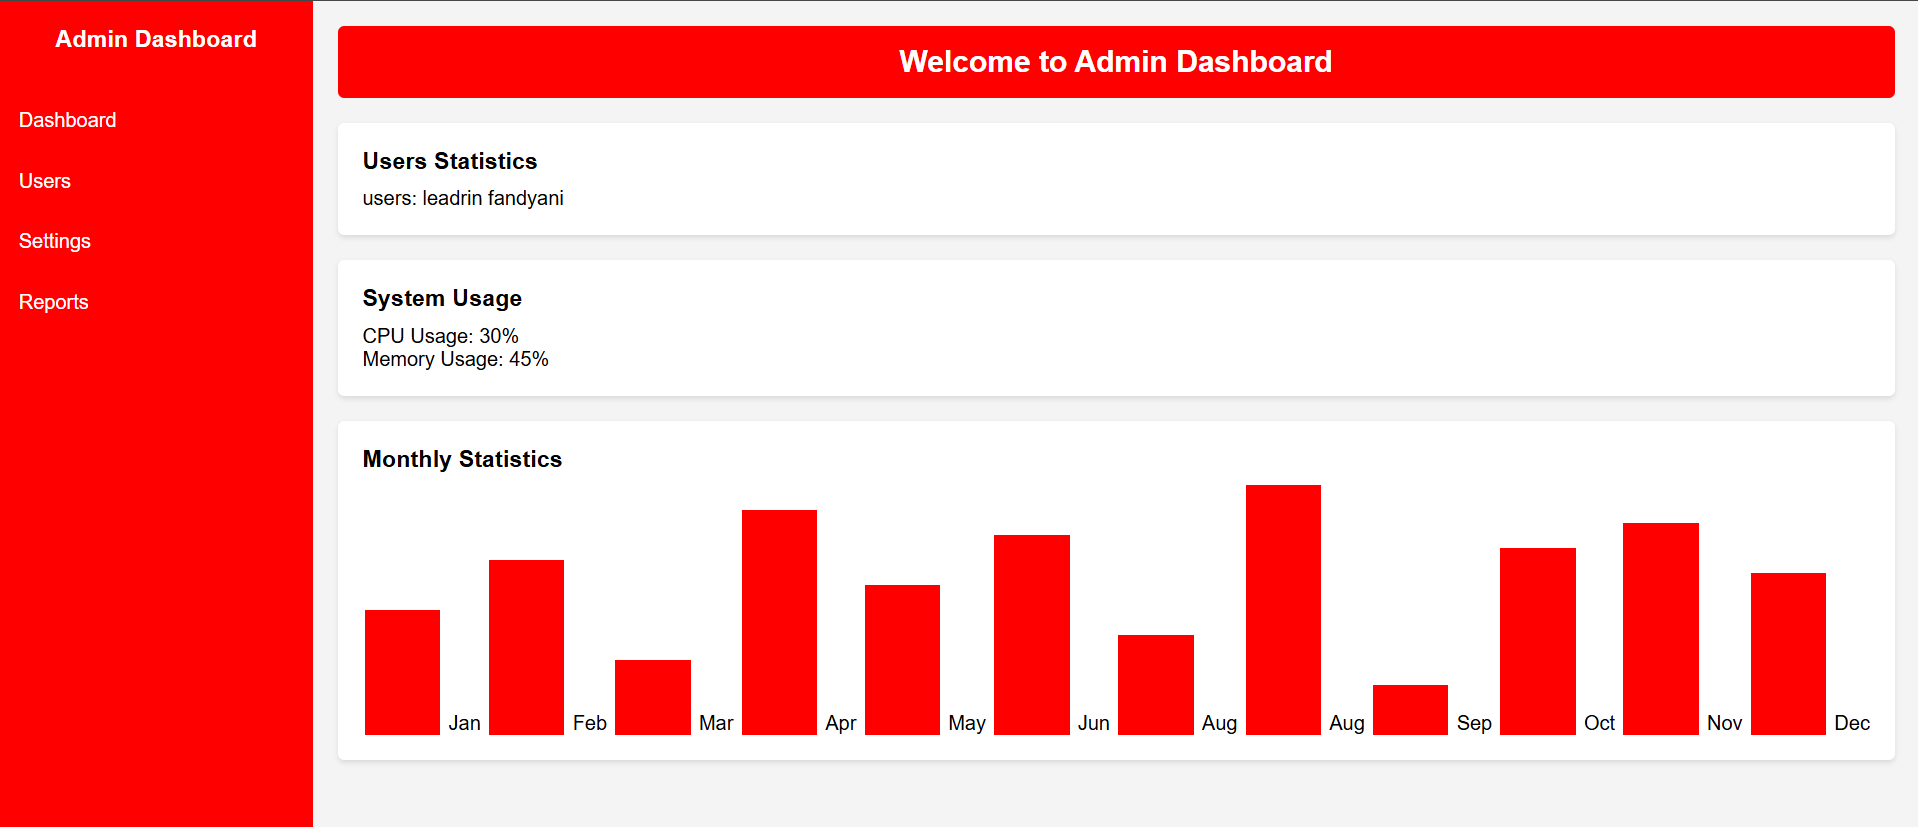 Admin Dashboard
Dashboard
Users
Settings
Reports
Welcome to Admin Dashboard
Users Statistics
users: leadrin fandyani
System Usage
CPU Usage: 30%
Memory Usage: 45%
Monthly Statistics
Jan Feb Mar Apr May Jun Aug Aug Sep Oct Nov Dec